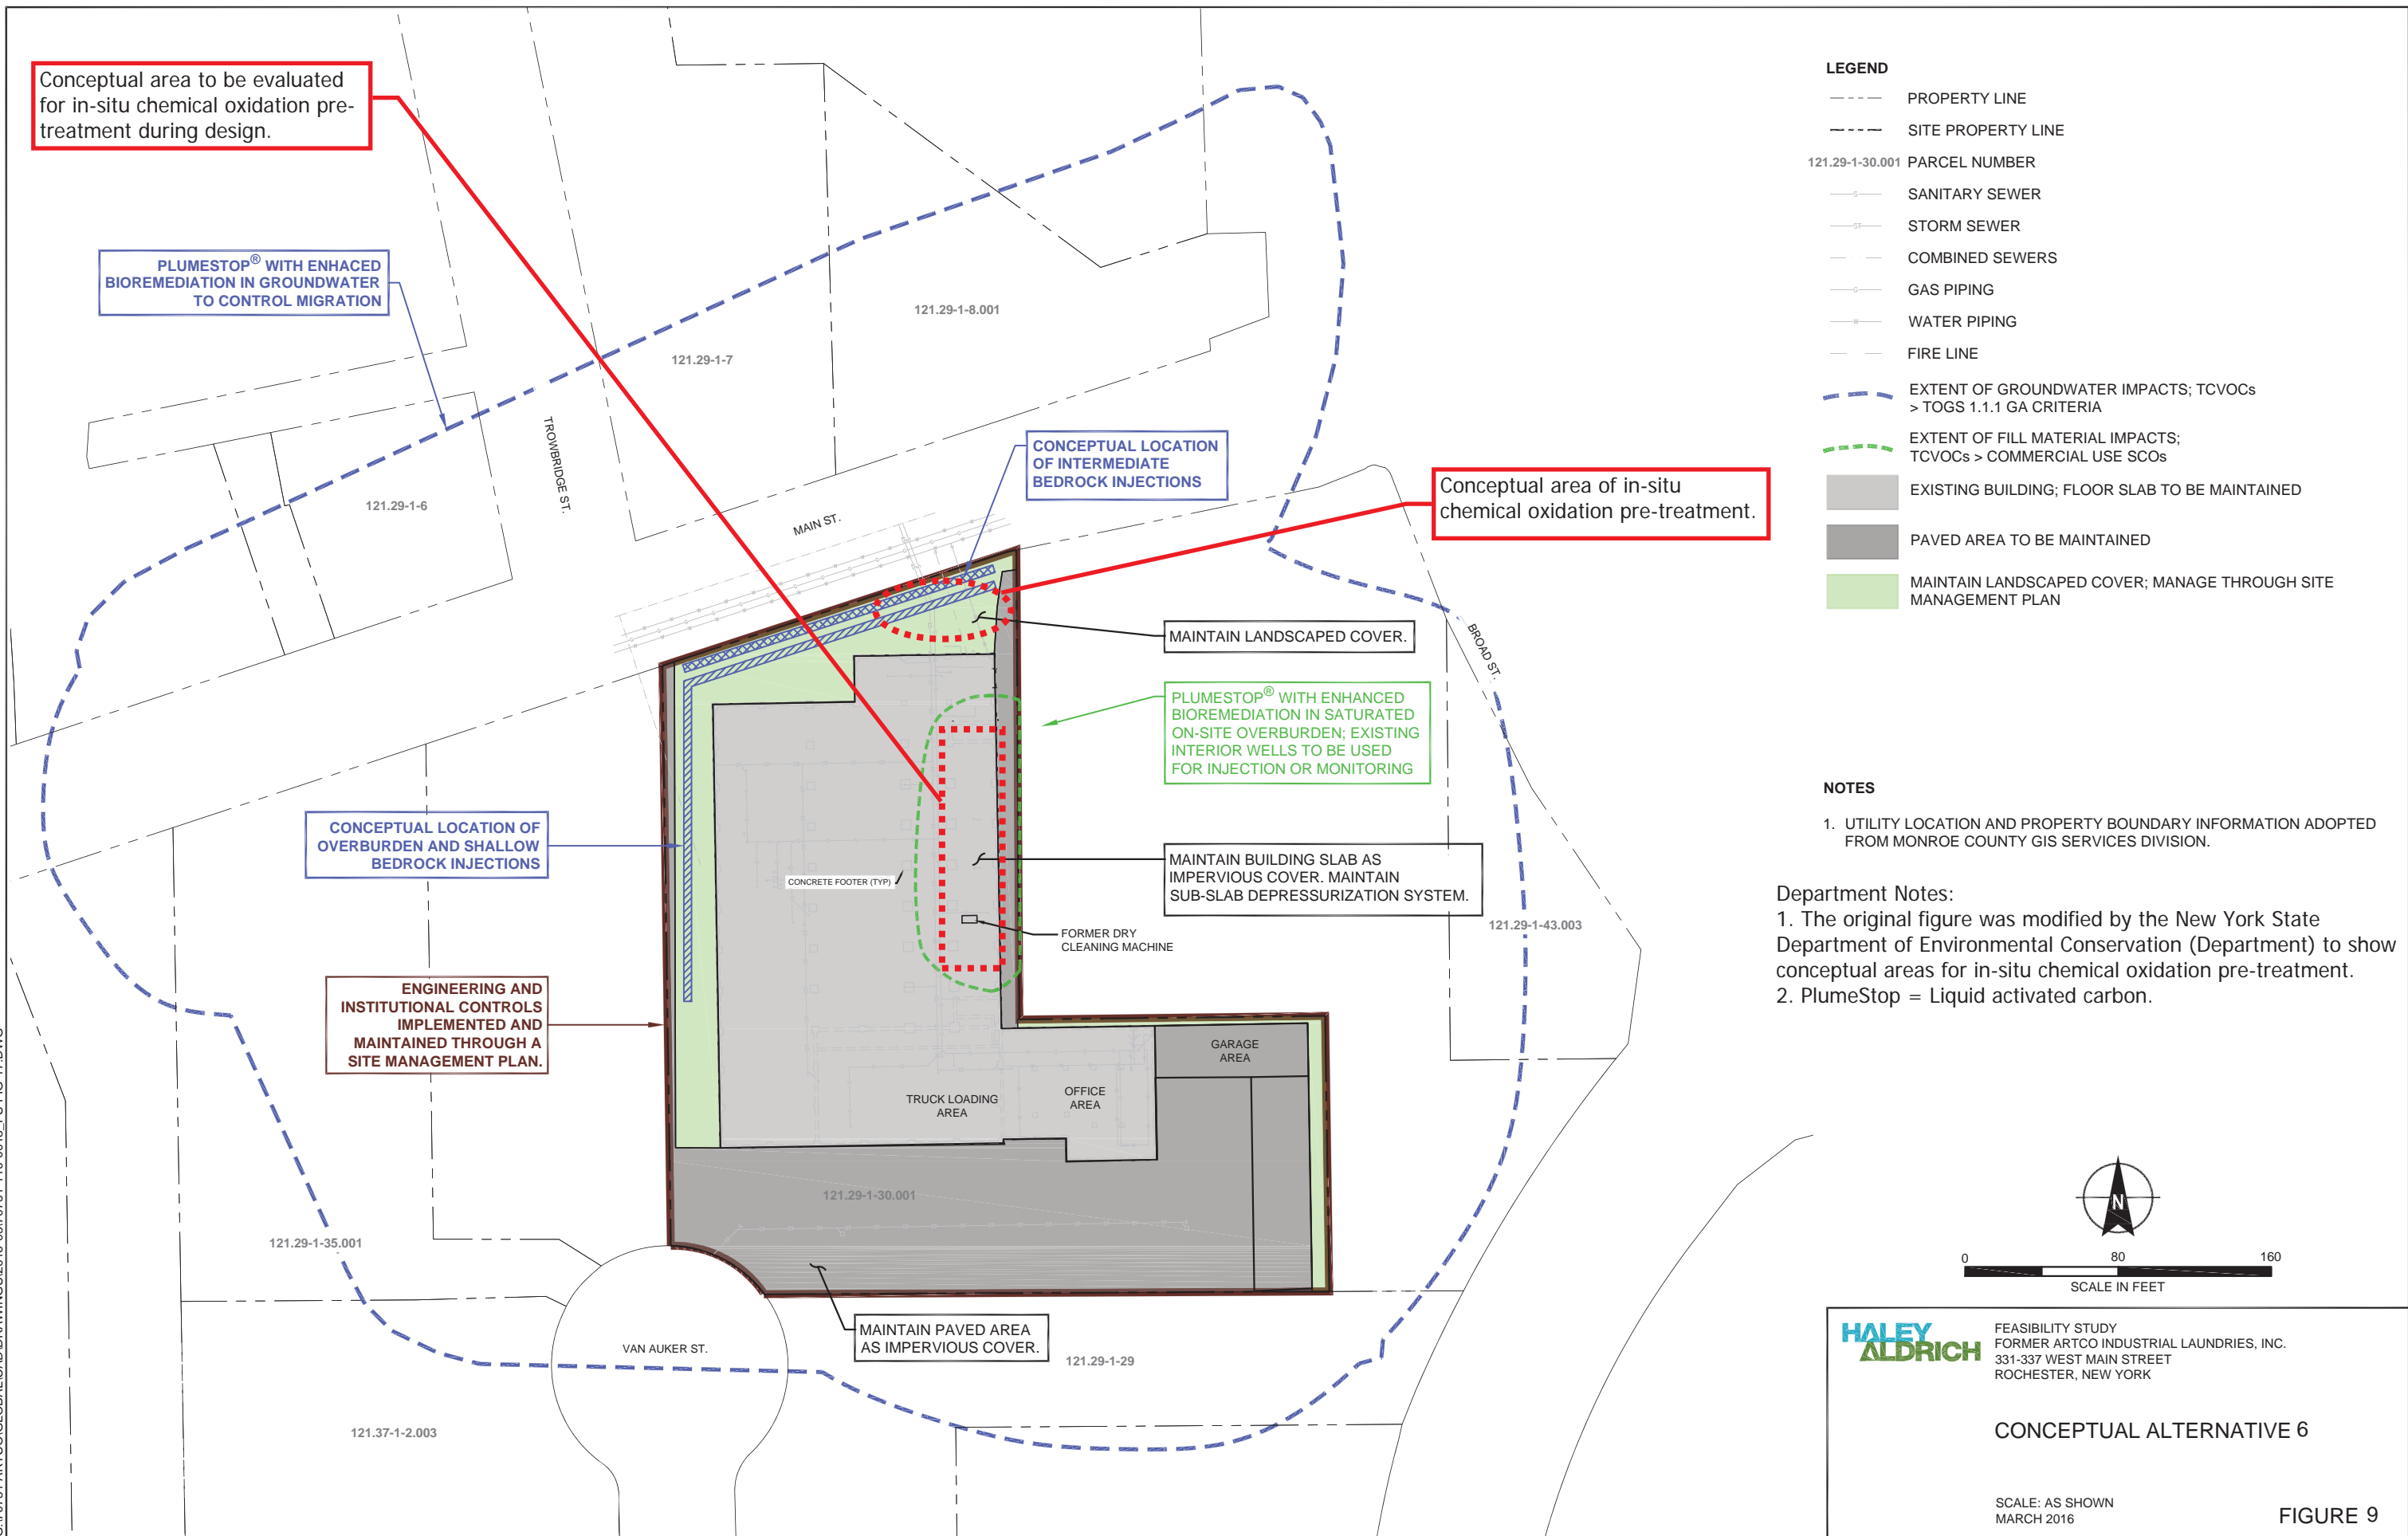 Conceptual area to be evaluated
for in-situ chemical oxidation pre-
treatment during design.
PLUMESTOP® WITH ENHACED
BIOREMEDIATION IN GROUNDWATER
TO CONTROL MIGRATION
121.29-1-8.001
121.29-1-7
121.29-1-6
TROWBRIDGE ST.
MAIN ST.
CONCEPTUAL LOCATION
OF INTERMEDIATE
BEDROCK INJECTIONS
Conceptual area of in-situ
chemical oxidation pre-treatment.
MAINTAIN LANDSCAPED COVER.
BROAD ST.
PLUMESTOP® WITH ENHANCED
BIOREMEDIATION IN SATURATED
ON-SITE OVERBURDEN; EXISTING
INTERIOR WELLS TO BE USED
FOR INJECTION OR MONITORING
CONCEPTUAL LOCATION OF
OVERBURDEN AND SHALLOW
BEDROCK INJECTIONS
CONCRETE FOOTER (TYP)
MAINTAIN BUILDING SLAB AS
IMPERVIOUS COVER. MAINTAIN
SUB-SLAB DEPRESSURIZATION SYSTEM.
121.29-1-43.003
FORMER DRY
CLEANING MACHINE
ENGINEERING AND
INSTITUTIONAL CONTROLS
IMPLEMENTED AND
MAINTAINED THROUGH A
SITE MANAGEMENT PLAN.
GARAGE
AREA
OFFICE
AREA
TRUCK LOADING
AREA
121.29-1-30.001
121.29-1-35.001
MAINTAIN PAVED AREA
AS IMPERVIOUS COVER.
VAN AUKER ST.
121.29-1-29
121.37-1-2.003
LEGEND
PROPERTY LINE
SITE PROPERTY LINE
121.29-1-30.001 PARCEL NUMBER
SANITARY SEWER
STORM SEWER
COMBINED SEWERS
GAS PIPING
WATER PIPING
FIRE LINE
EXTENT OF GROUNDWATER IMPACTS; TCVOCs
> TOGS 1.1.1 GA CRITERIA
EXTENT OF FILL MATERIAL IMPACTS;
TCVOCs > COMMERCIAL USE SCOs
EXISTING BUILDING; FLOOR SLAB TO BE MAINTAINED
PAVED AREA TO BE MAINTAINED
MAINTAIN LANDSCAPED COVER; MANAGE THROUGH SITE
MANAGEMENT PLAN
NOTES
1. UTILITY LOCATION AND PROPERTY BOUNDARY INFORMATION ADOPTED
FROM MONROE COUNTY GIS SERVICES DIVISION.
Department Notes:
1. The original figure was modified by the New York State
Department of Environmental Conservation (Department) to show
conceptual areas for in-situ chemical oxidation pre-treatment.
2. PlumeStop = Liquid activated carbon.
N
0 80 160
SCALE IN FEET
HALEY
ALDRICH
FEASIBILITY STUDY
FORMER ARTCO INDUSTRIAL LAUNDRIES, INC.
331-337 WEST MAIN STREET
ROCHESTER, NEW YORK
CONCEPTUAL ALTERNATIVE 6
SCALE: AS SHOWN
MARCH 2016
FIGURE 9